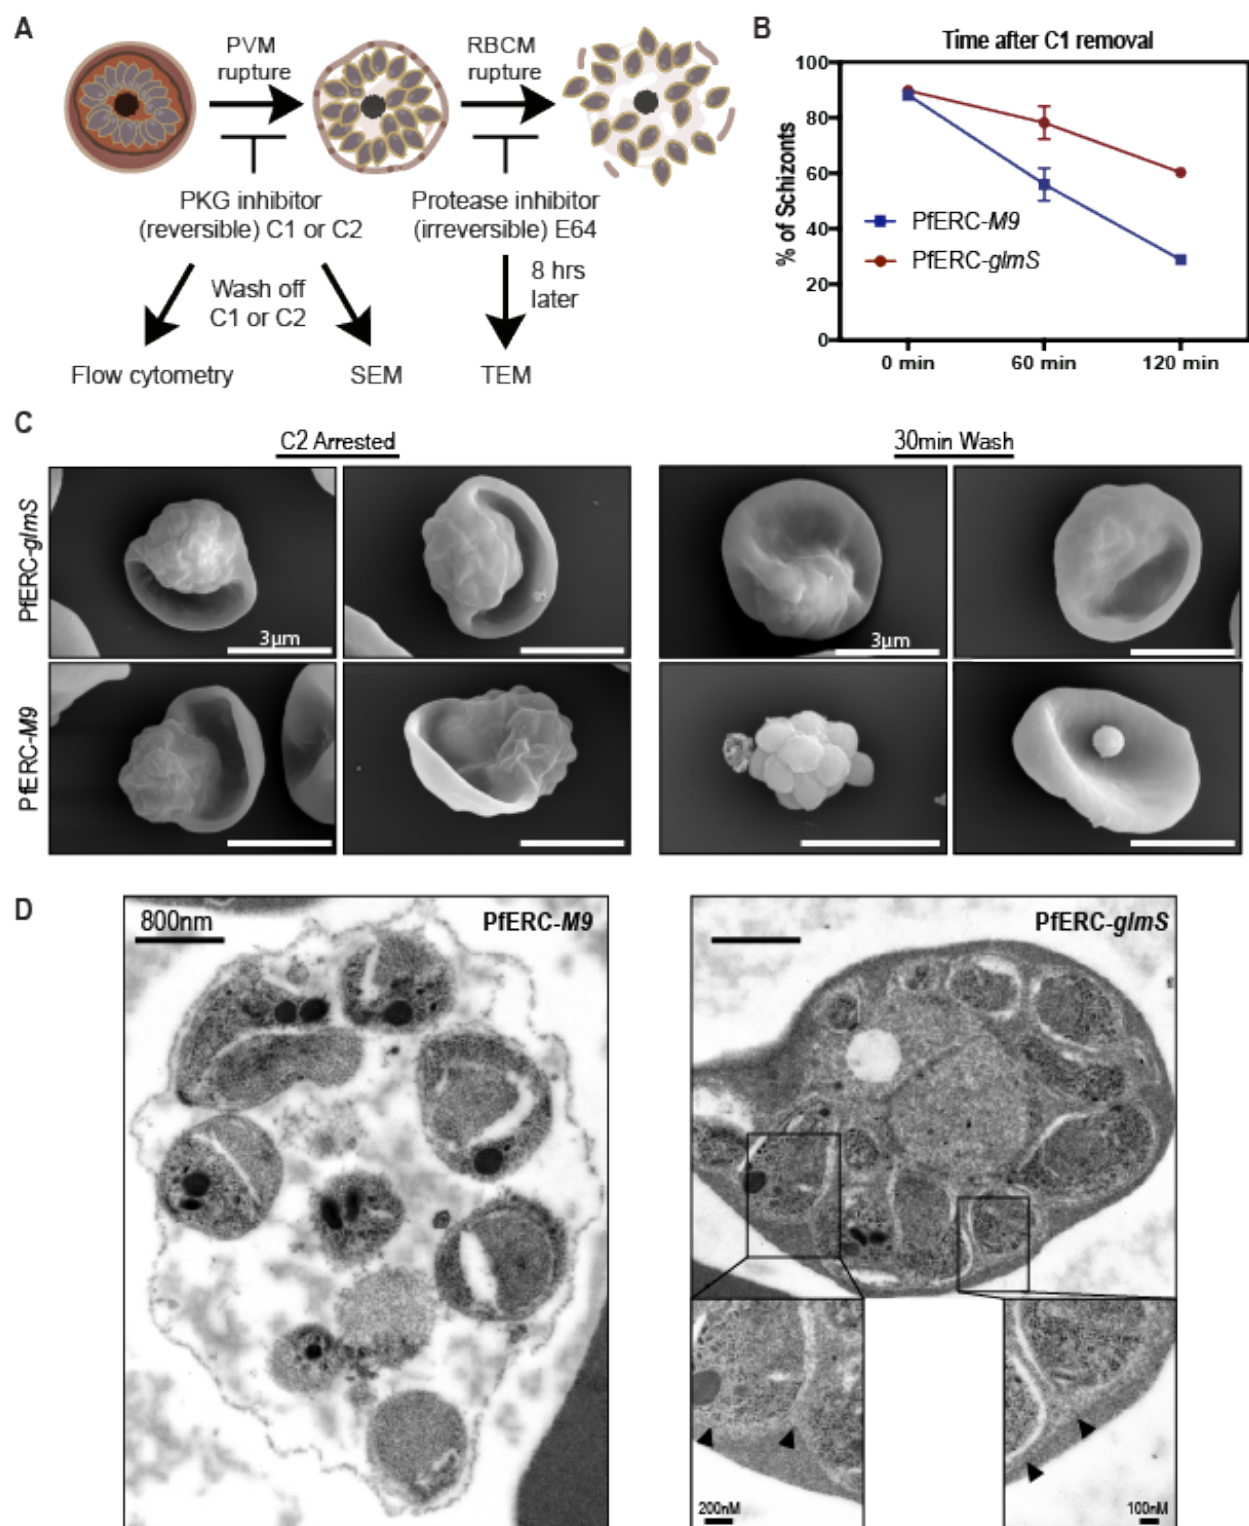 A
PVM
rupture
RBCM
rupture
PKG inhibitor
(reversible) C1 or C2
Protease inhibitor
(irreversible) E64
Wash off
C1 or C2
8 hrs
later
Flow cytometry
SEM
TEM
B
Time after C1 removal
% of Schizonts
100
80
60
40
20
0
PfERC-M9
PfERC-glmS
0 min
60 min
120 min
C
C2 Arrested
30min Wash
PfERC-glmS
3µm
3µm
PfERC-M9
D
800nm
PfERC-M9
PfERC-glmS
200nM
100nM